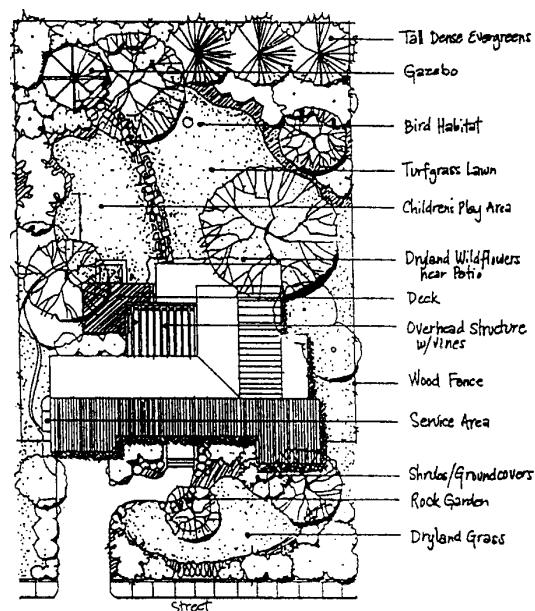 Tall Dense Evergreens
Gazebo
Bird Habitat
Turfgrass Lawn
Children's Play Area
Dryland Wildflowers
near Patio
Deck
Overhead Structure
w/Vines
Wood Fence
Service Area
Shrubs/Groundcovers
Rock Garden
Dryland Grass
Street